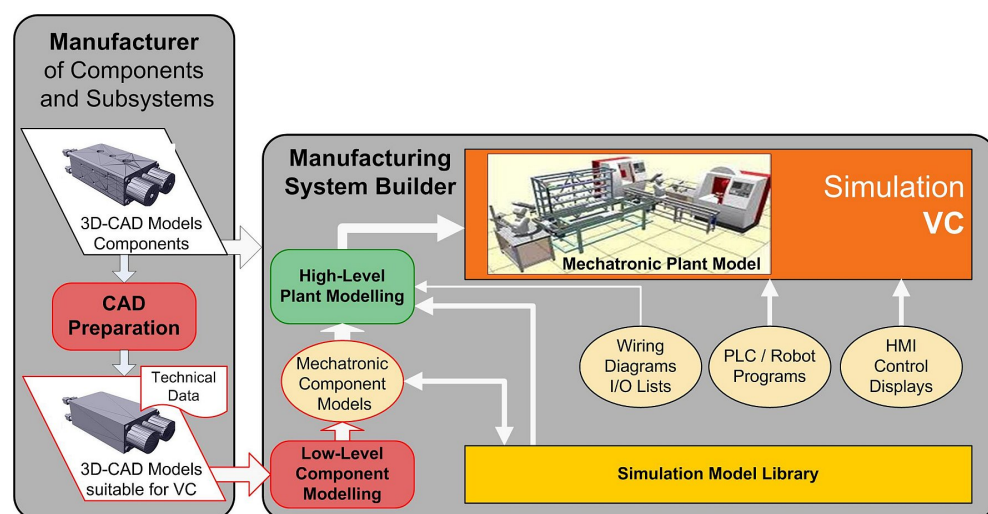 Manufacturer
of Components
and Subsystems
3D-CAD Models
Components
CAD
Preparation
Technical
Data
3D-CAD Models
suitable for VC
Manufacturing
System Builder
Simulation
VC
Mechatronic Plant Model
High-Level
Plant Modelling
Mechatronic
Component
Models
Low-Level
Component
Modelling
Wiring
Diagrams
I/O Lists
PLC / Robot
Programs
HMI
Control
Displays
Simulation Model Library